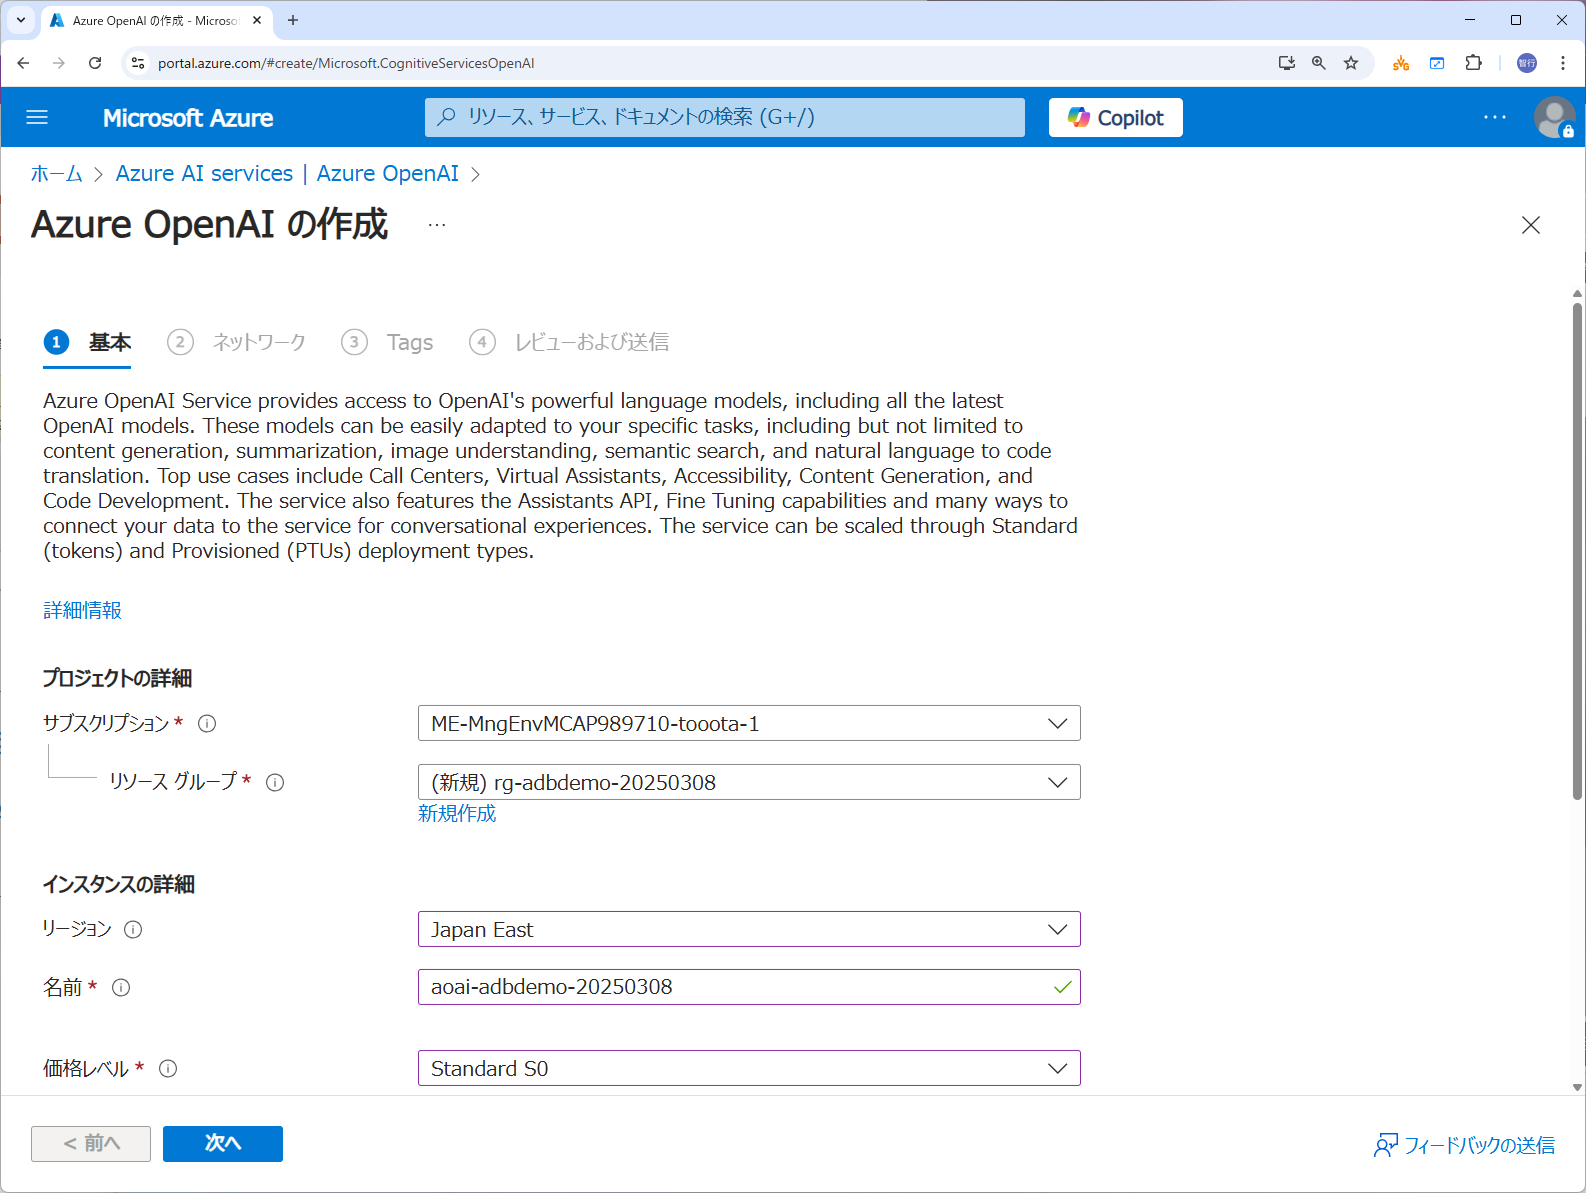 Azure OpenAI の作成 - Microso
portal.azure.com/#create/Microsoft.CognitiveServicesOpenAI
SVG
智行
Microsoft Azure
リソース、サービス、ドキュメントの検索 (G+/)
Copilot
ホーム > Azure AI services | Azure OpenAI >
Azure OpenAI の作成 ...
1 基本 2 ネットワーク 3 Tags 4 レビューおよび送信
Azure OpenAI Service provides access to OpenAI's powerful language models, including all the latest
OpenAI models. These models can be easily adapted to your specific tasks, including but not limited to
content generation, summarization, image understanding, semantic search, and natural language to code
translation. Top use cases include Call Centers, Virtual Assistants, Accessibility, Content Generation, and
Code Development. The service also features the Assistants API, Fine Tuning capabilities and many ways to
connect your data to the service for conversational experiences. The service can be scaled through Standard
(tokens) and Provisioned (PTUs) deployment types.
詳細情報
プロジェクトの詳細
サブスクリプション * ME-MngEnvMCAP989710-tooota-1
リソース グループ * (新規) rg-adbdemo-20250308
新規作成
インスタンスの詳細
リージョン Japan East
名前 * aoai-adbdemo-20250308
価格レベル * Standard S0
< 前へ 次へ フィードバックの送信